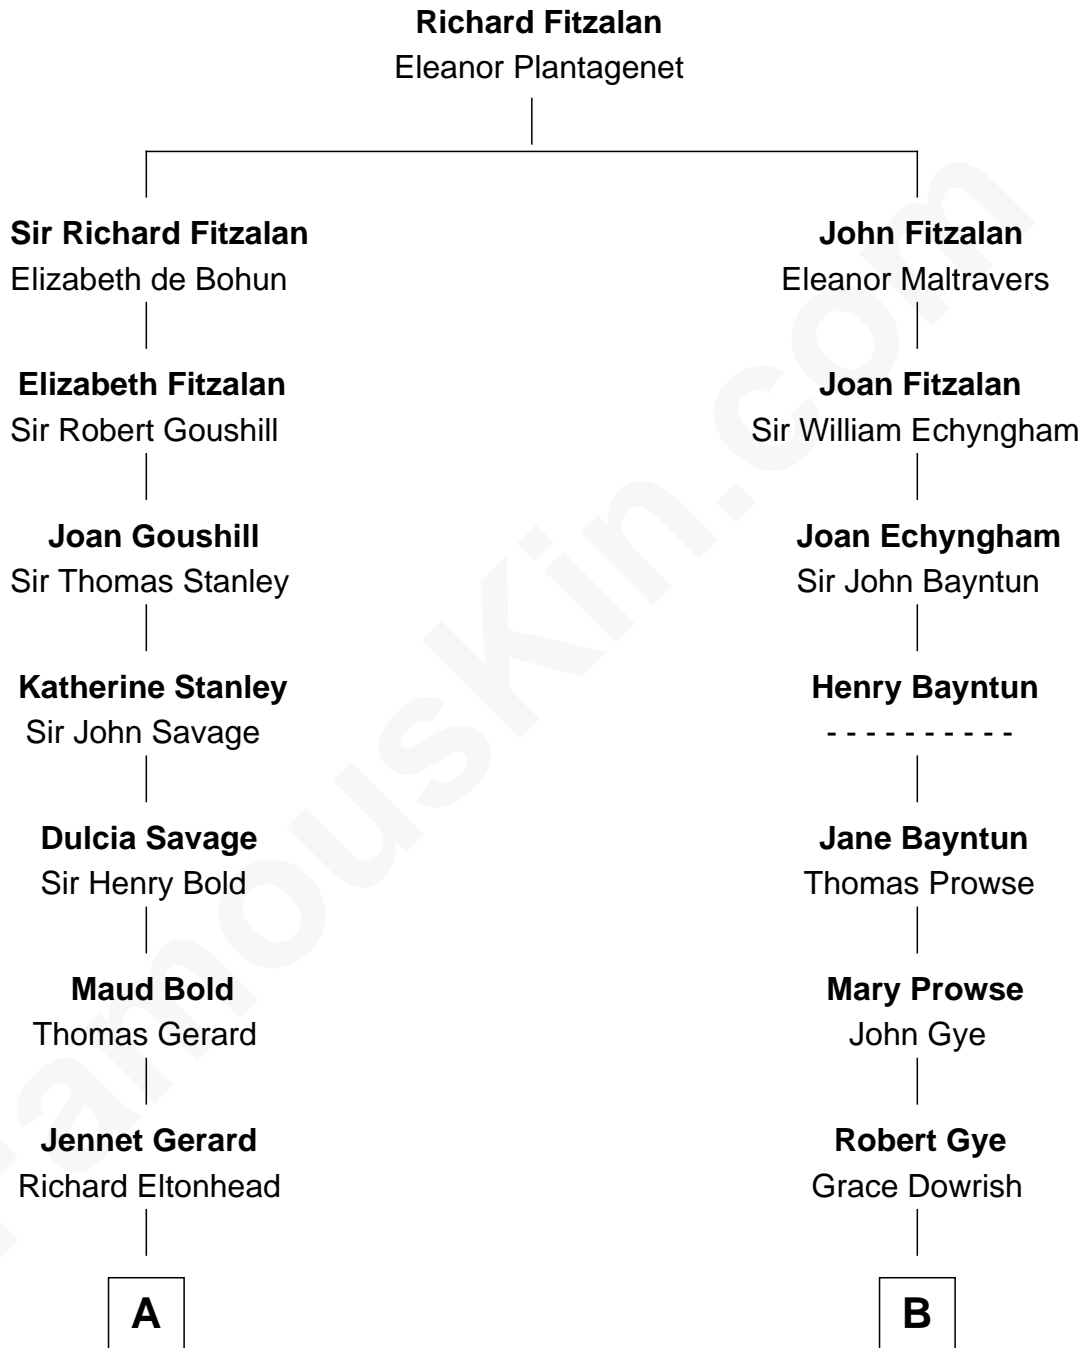 Richard Fitzalan
Eleanor Plantagenet
Sir Richard Fitzalan
Elizabeth de Bohun
John Fitzalan
Eleanor Maltravers
Elizabeth Fitzalan
Sir Robert Goushill
Joan Fitzalan
Sir William Echyngham
Joan Goushill
Sir Thomas Stanley
Joan Echyngham
Sir John Bayntun
Katherine Stanley
Sir John Savage
Henry Bayntun
- - - - - - - - - -
Dulcia Savage
Sir Henry Bold
Jane Bayntun
Thomas Prowse
Maud Bold
Thomas Gerard
Mary Prowse
John Gye
Jennet Gerard
Richard Eltonhead
Robert Gye
Grace Dowrish
A
B
FamousKin.com